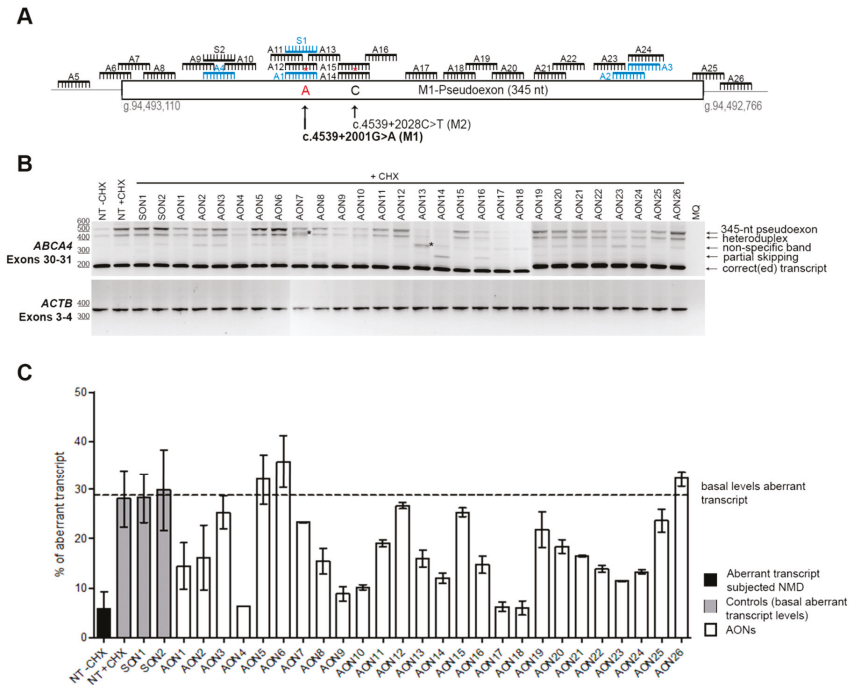 A
S1
S2
A7
A9
A11
A13
A16
A24
A5
A6
A8
A4
A10
A12
A15
A1
A14
A17
A18
A19
A20
A21
A22
A23
A2
A3
A25
A26
A
C
M1-Pseudoexon (345 nt)
g.94,493,110
g.94,492,766
c.4539+2028C>T (M2)
c.4539+2001G>A (M1)
B
+ CHX
NT -CHX
NT +CHX
SON1
SON2
AON1
AON2
AON3
AON4
AON5
AON6
AON7
AON8
AON9
AON10
AON11
AON12
AON13
AON14
AON15
AON16
AON17
AON18
AON19
AON20
AON21
AON22
AON23
AON24
AON25
AON26
MQ
600
500
400
300
200
ABCA4
Exons 30-31
*
*
345-nt pseudoexon
heteroduplex
non-specific band
partial skipping
correct(ed) transcript
ACTB
Exons 3-4
400
300
C
% of aberrant transcript
50
40
30
20
10
0
basal levels aberrant
transcript
Aberrant transcript
subjected NMD
Controls (basal aberrant
transcript levels)
AONs
NT -CHX
NT +CHX
SON1
SON2
AON1
AON2
AON3
AON4
AON5
AON6
AON7
AON8
AON9
AON10
AON11
AON12
AON13
AON14
AON15
AON16
AON17
AON18
AON19
AON20
AON21
AON22
AON23
AON24
AON25
AON26